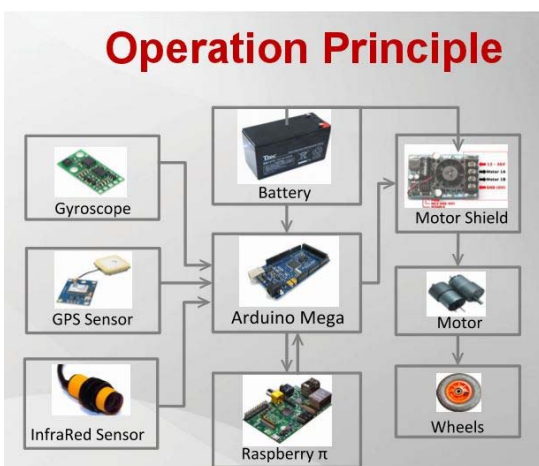 Operation Principle
Battery
Gyroscope
Motor Shield
GPS Sensor
Arduino Mega
Motor
InfraRed Sensor
Raspberry π
Wheels